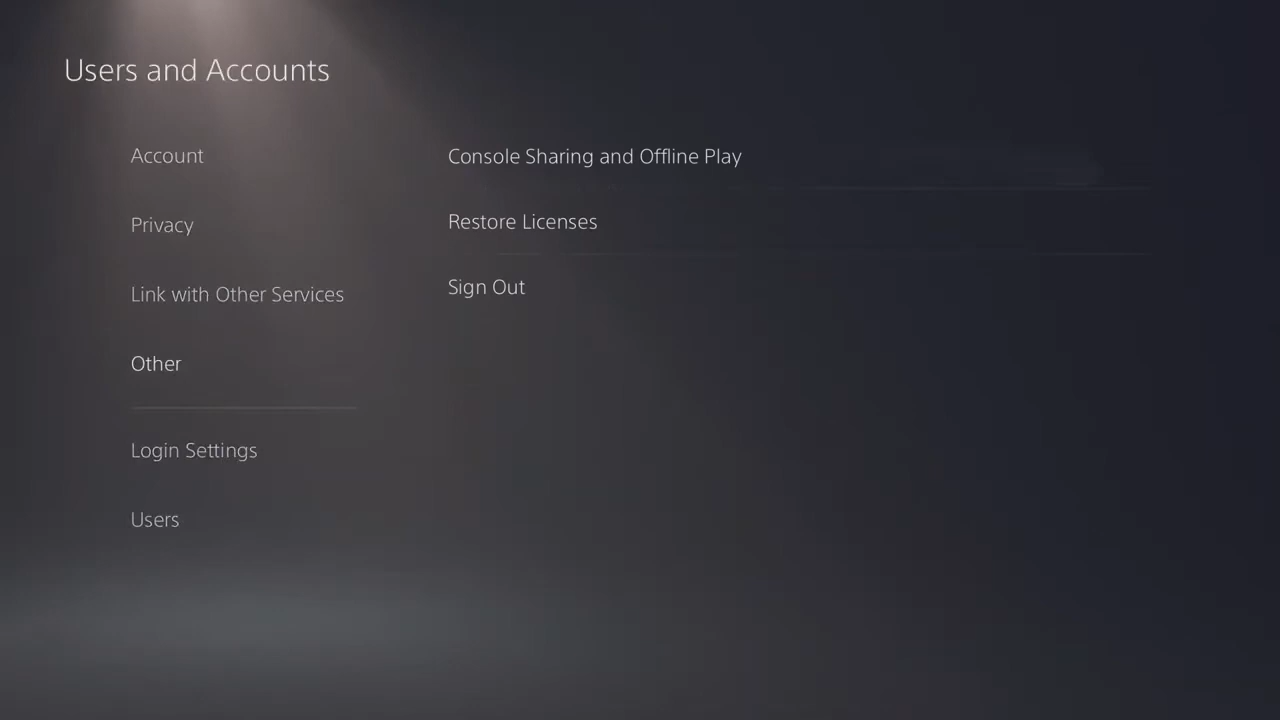 Users and Accounts
Account
Privacy
Link with Other Services
Other
Login Settings
Users
Console Sharing and Offline Play
Restore Licenses
Sign Out